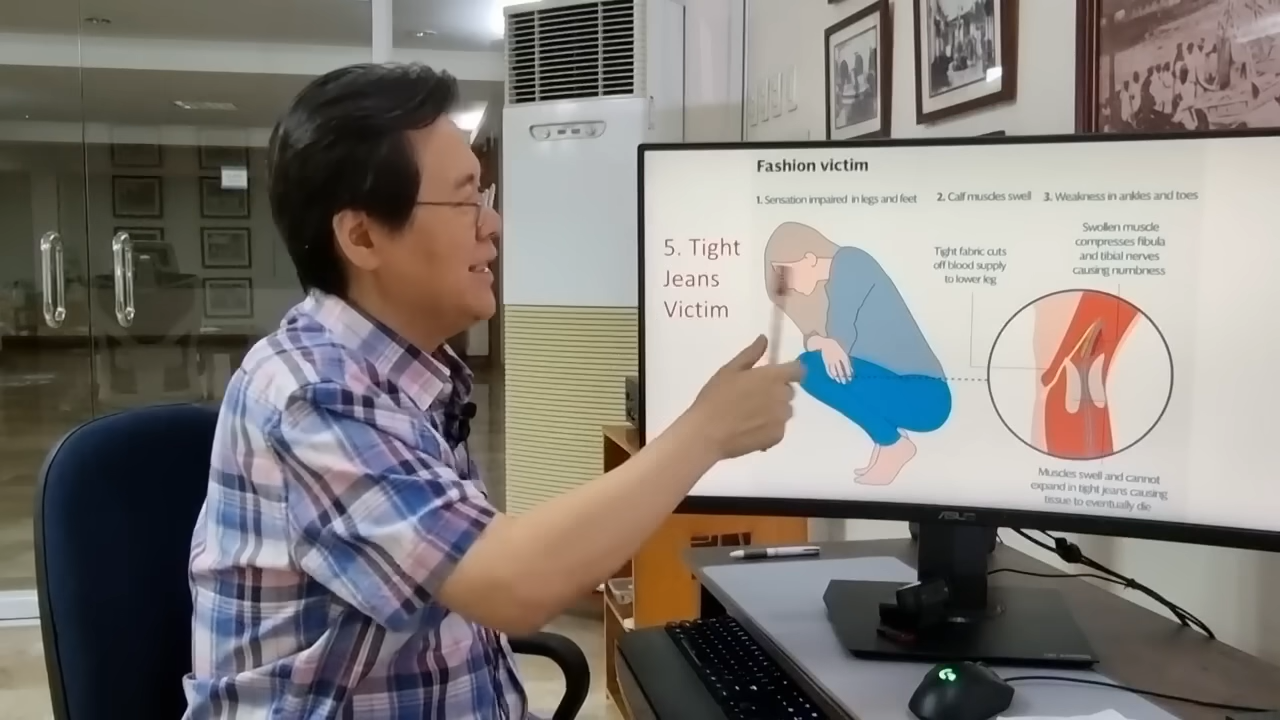 Fashion victim
1. Sensation impaired in legs and feet
2. Calf muscles swell
3. Weakness in ankles and toes
5. Tight
Jeans
Victim
Tight fabric cuts
off blood supply
to lower leg
Swollen muscle
compresses fibula
and tibial nerves
causing numbness
Muscles swell and cannot
expand in tight jeans causing
tissue to eventually die
ASUS